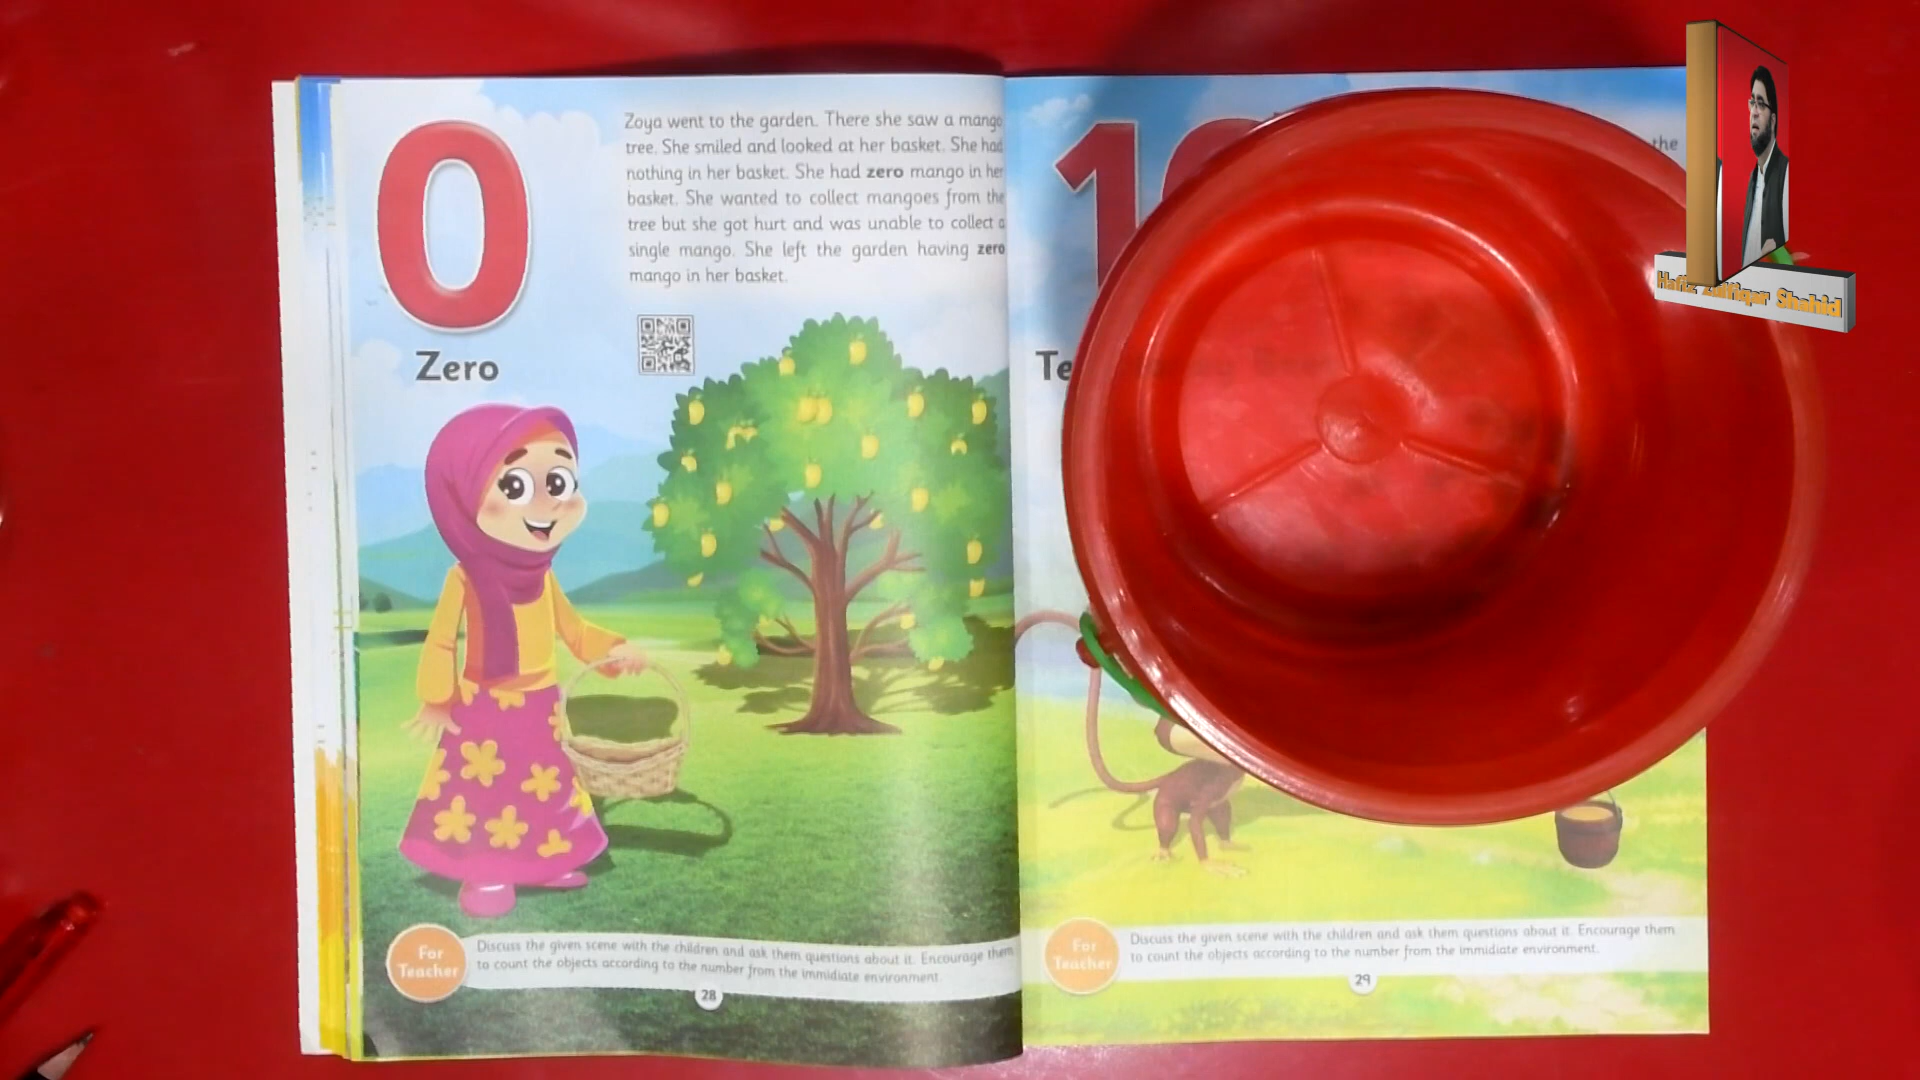 0
Zero
Zoya went to the garden. There she saw a mango
tree. She smiled and looked at her basket. She had
nothing in her basket. She had zero mango in her
basket. She wanted to collect mangoes from the
tree but she got hurt and was unable to collect a
single mango. She left the garden having zero
mango in her basket.
For
Teacher
Discuss the given scene with the children and ask them questions about it. Encourage them
to count the objects according to the number from the immidiate environment.
28
1
Te
the
For
Teacher
Discuss the given scene with the children and ask them questions about it. Encourage them
to count the objects according to the number from the immidiate environment.
29
Hafiz Zulfiqar Shahid